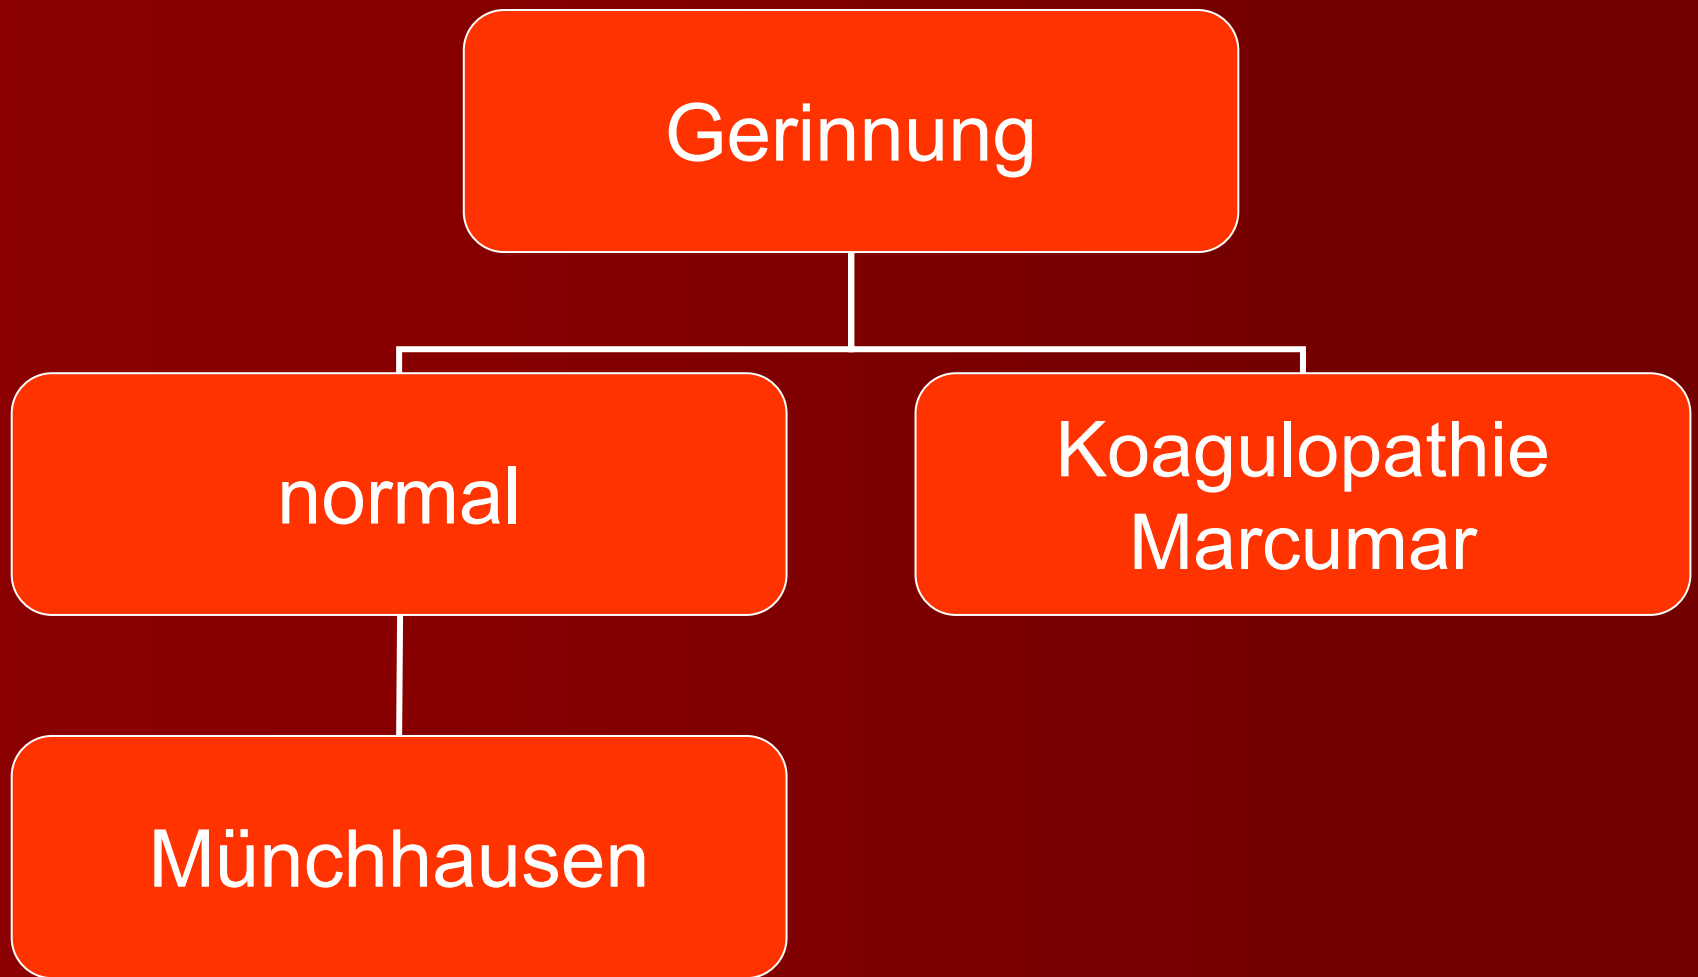 Gerinnung
normal
Koagulopathie
Marcumar
Münchhausen